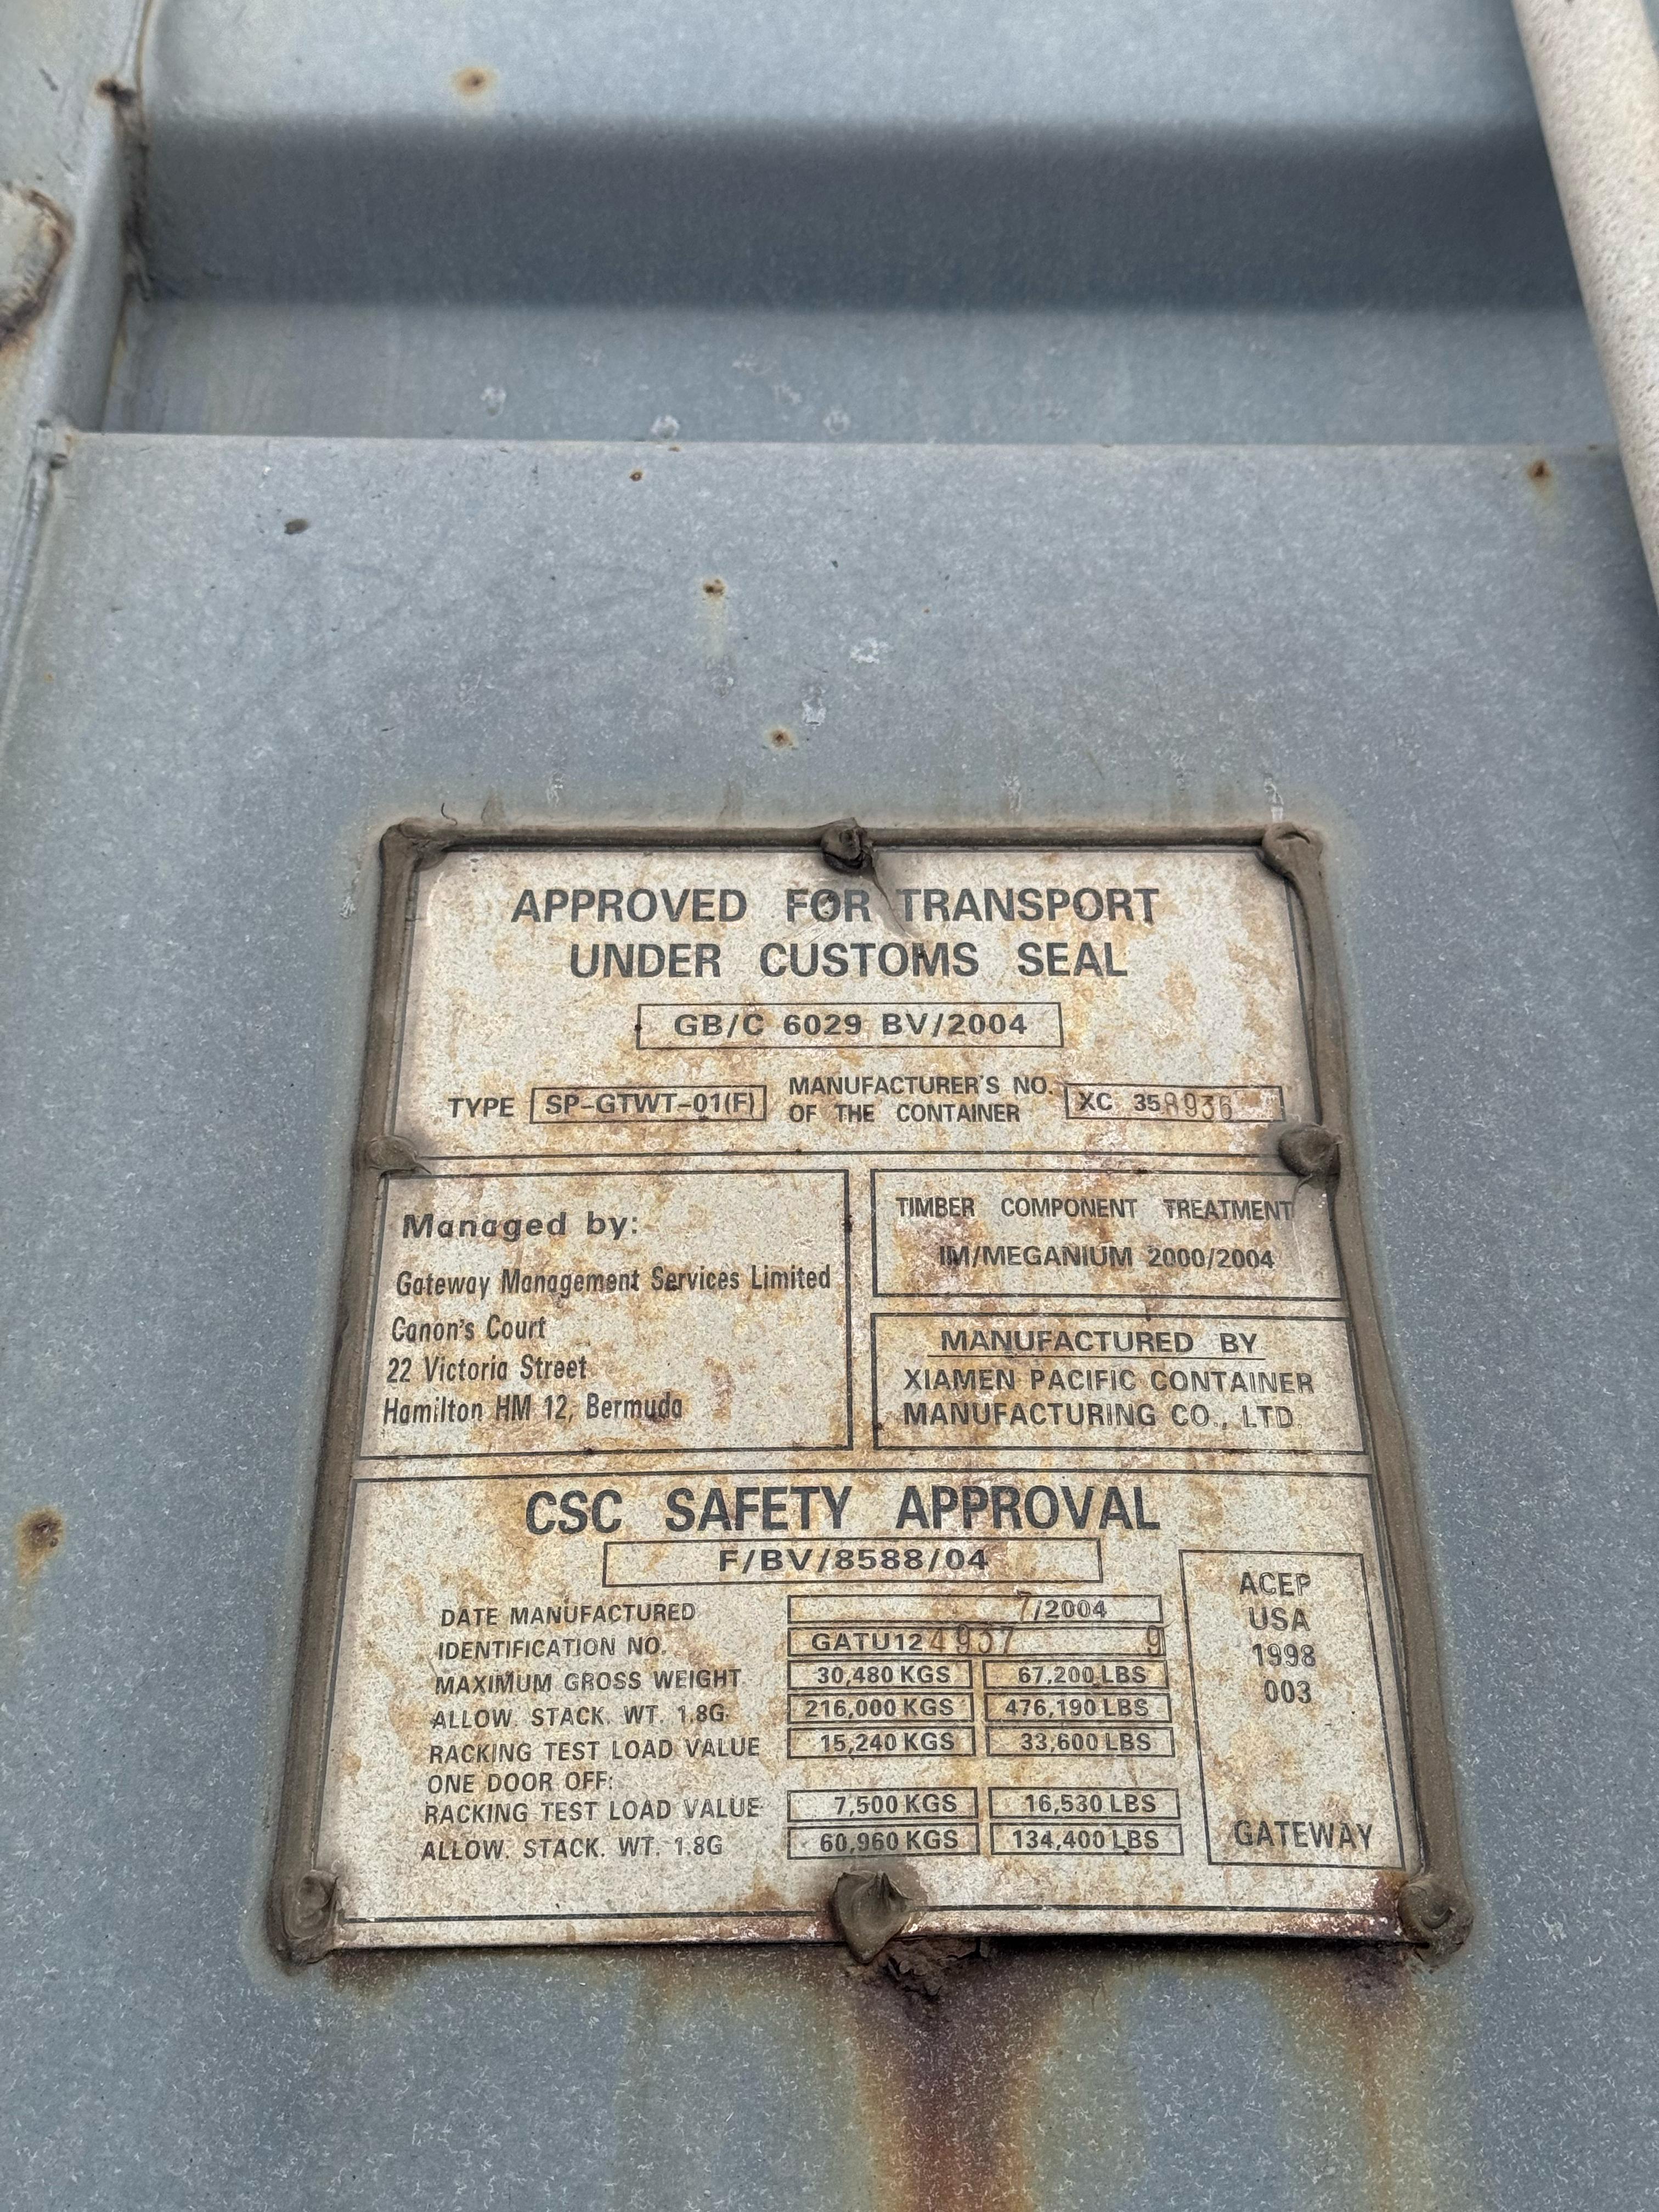 APPROVED FOR TRANSPORT
UNDER CUSTOMS SEAL
GB/C 6029 BV/2004
TYPE SP-GTWT-01(F) MANUFACTURER'S NO. OF THE CONTAINER XC 358936
Managed by:
Gateway Management Services Limited
Canon's Court
22 Victoria Street
Hamilton HM 12, Bermuda
TIMBER COMPONENT TREATMENT
IM/MEGANIUM 2000/2004
MANUFACTURED BY
XIAMEN PACIFIC CONTAINER
MANUFACTURING CO., LTD
CSC SAFETY APPROVAL
F/BV/8588/04
DATE MANUFACTURED 7/2004
IDENTIFICATION NO. GATU124937 9
MAXIMUM GROSS WEIGHT 30,480 KGS 67,200 LBS
ALLOW. STACK. WT. 1.8G 216,000 KGS 476,190 LBS
RACKING TEST LOAD VALUE 15,240 KGS 33,600 LBS
ONE DOOR OFF:
RACKING TEST LOAD VALUE 7,500 KGS 16,530 LBS
ALLOW. STACK. WT. 1.8G 60,960 KGS 134,400 LBS
ACEP
USA
1998
003
GATEWAY